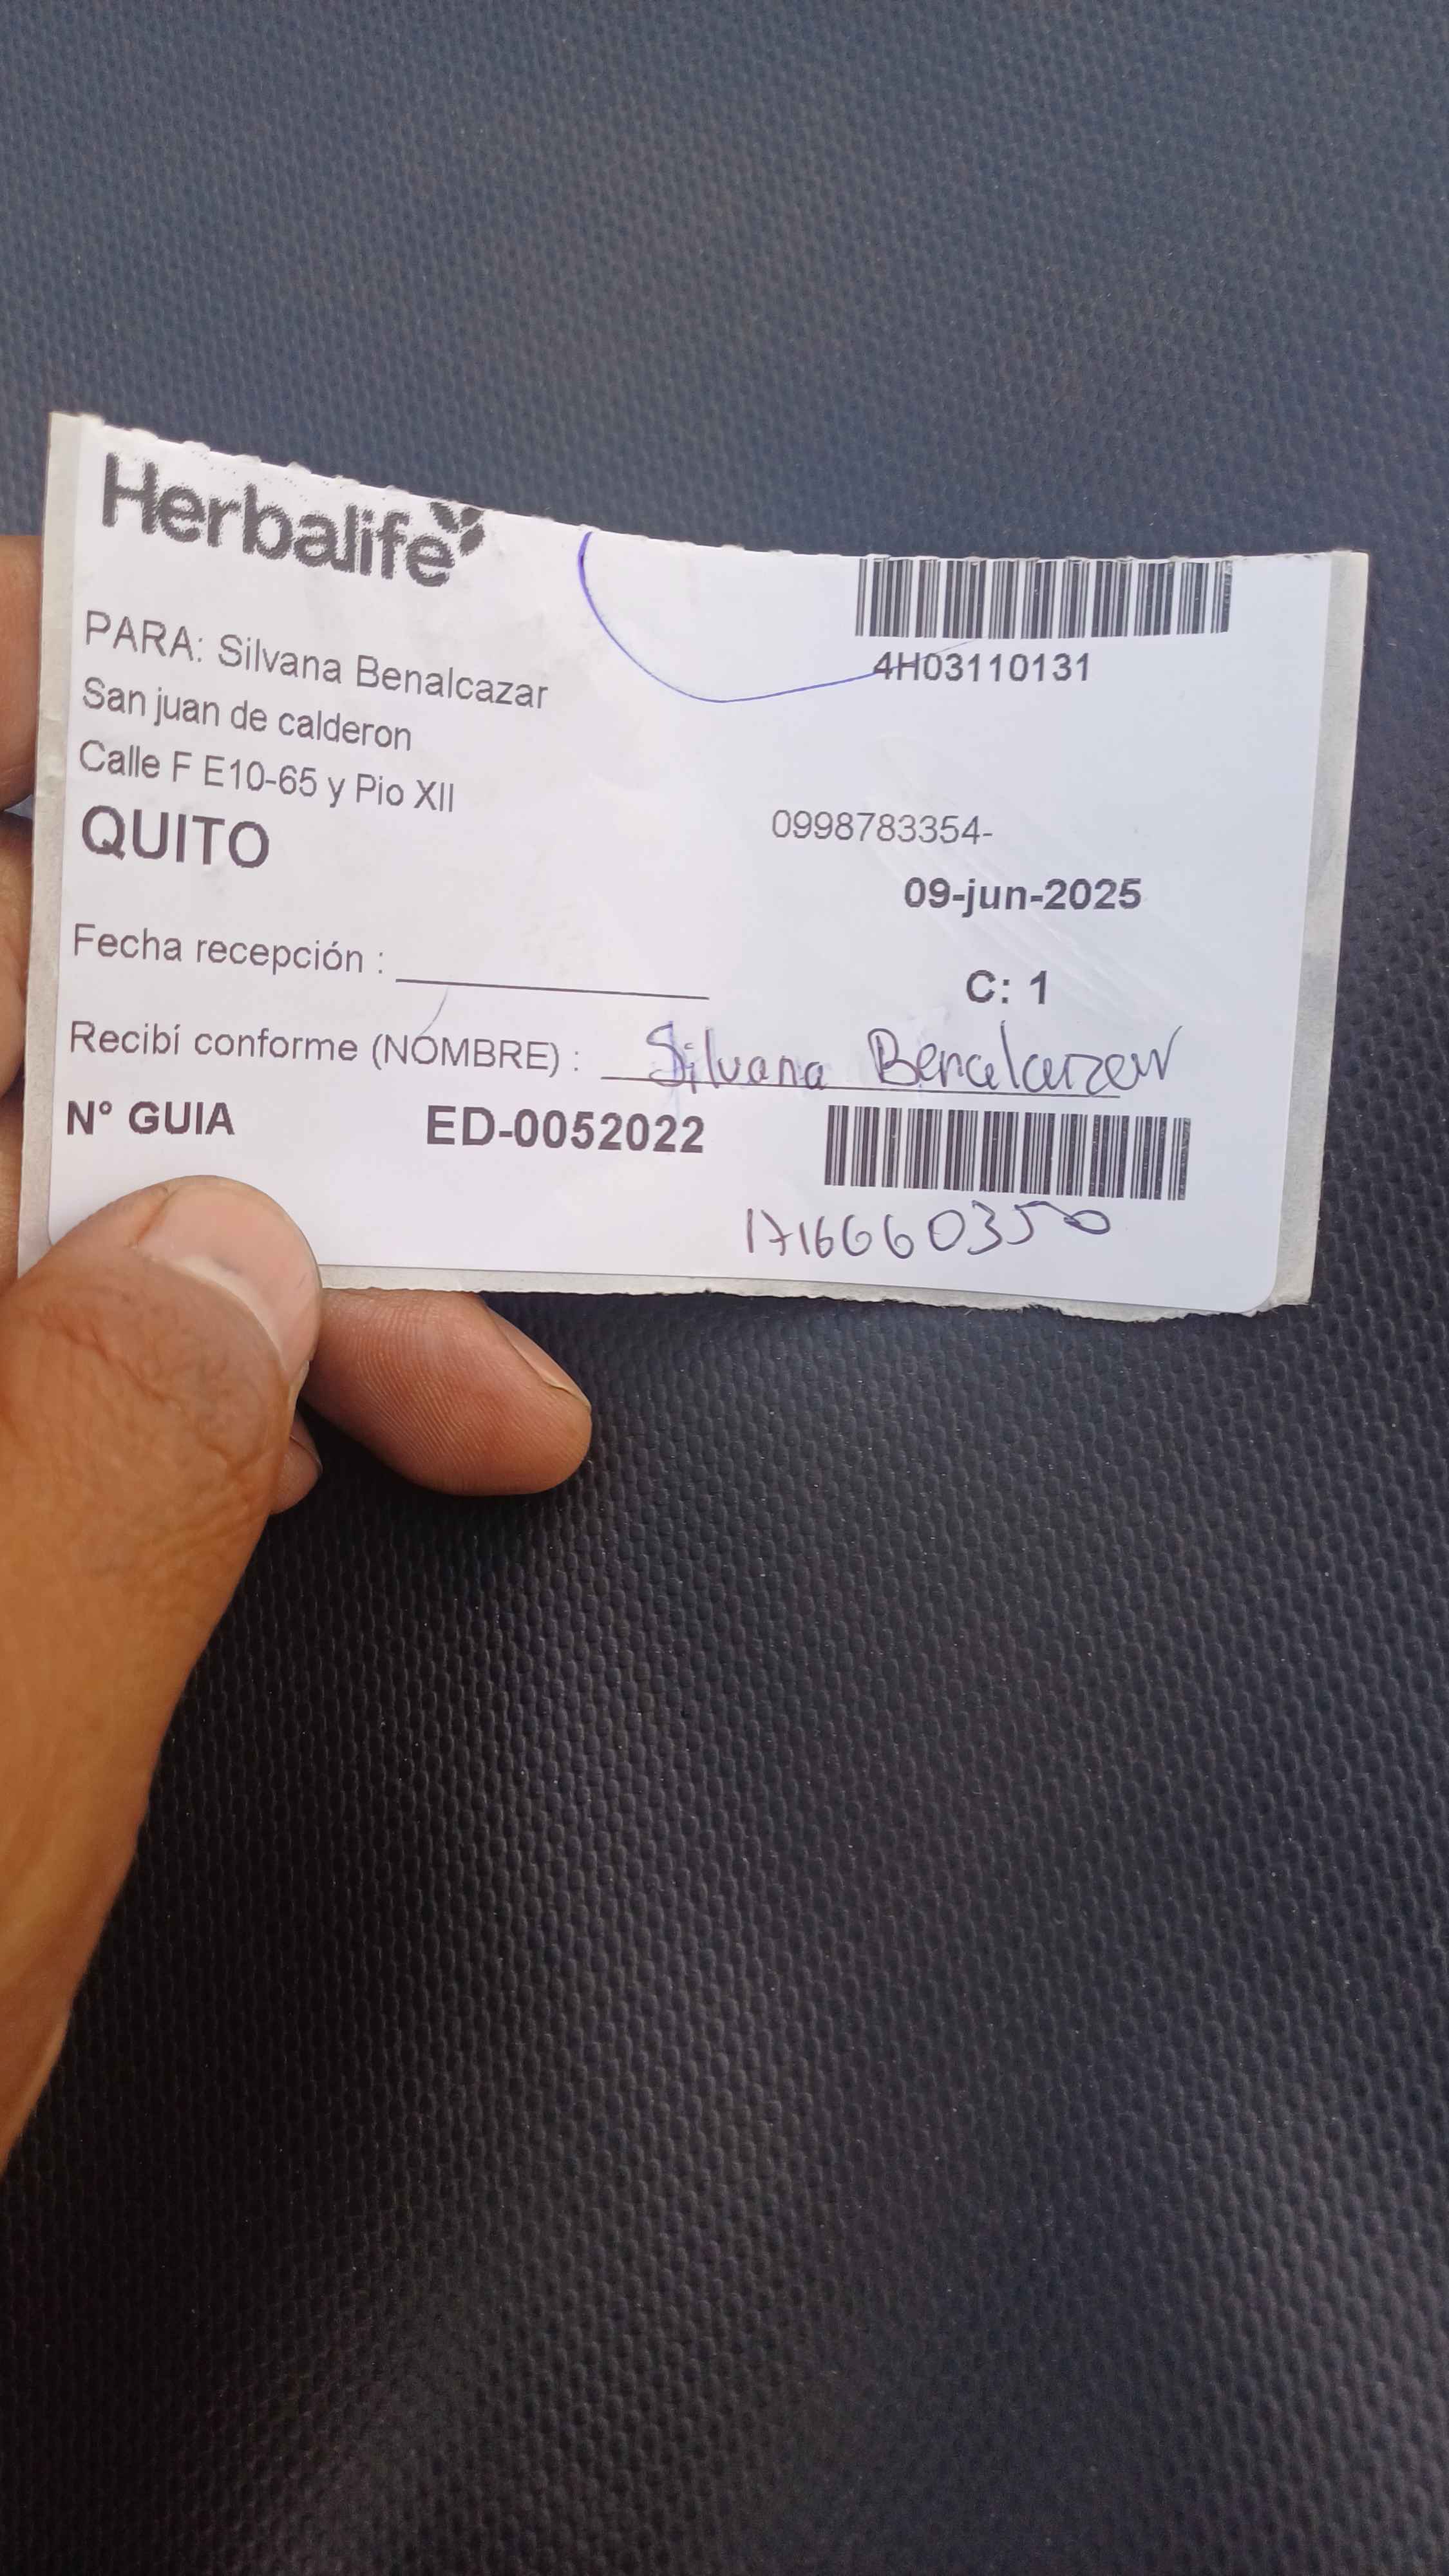 Herbalife
4H03110131
PARA: Silvana Benalcazar
San juan de calderon
Calle F E10-65 y Pio XII
0998783354-
QUITO
09-jun-2025
Fecha recepción : ____________
C: 1
Recibí conforme (NOMBRE) : Silvana Benalcazar
N° GUIA ED-0052022
1716660350